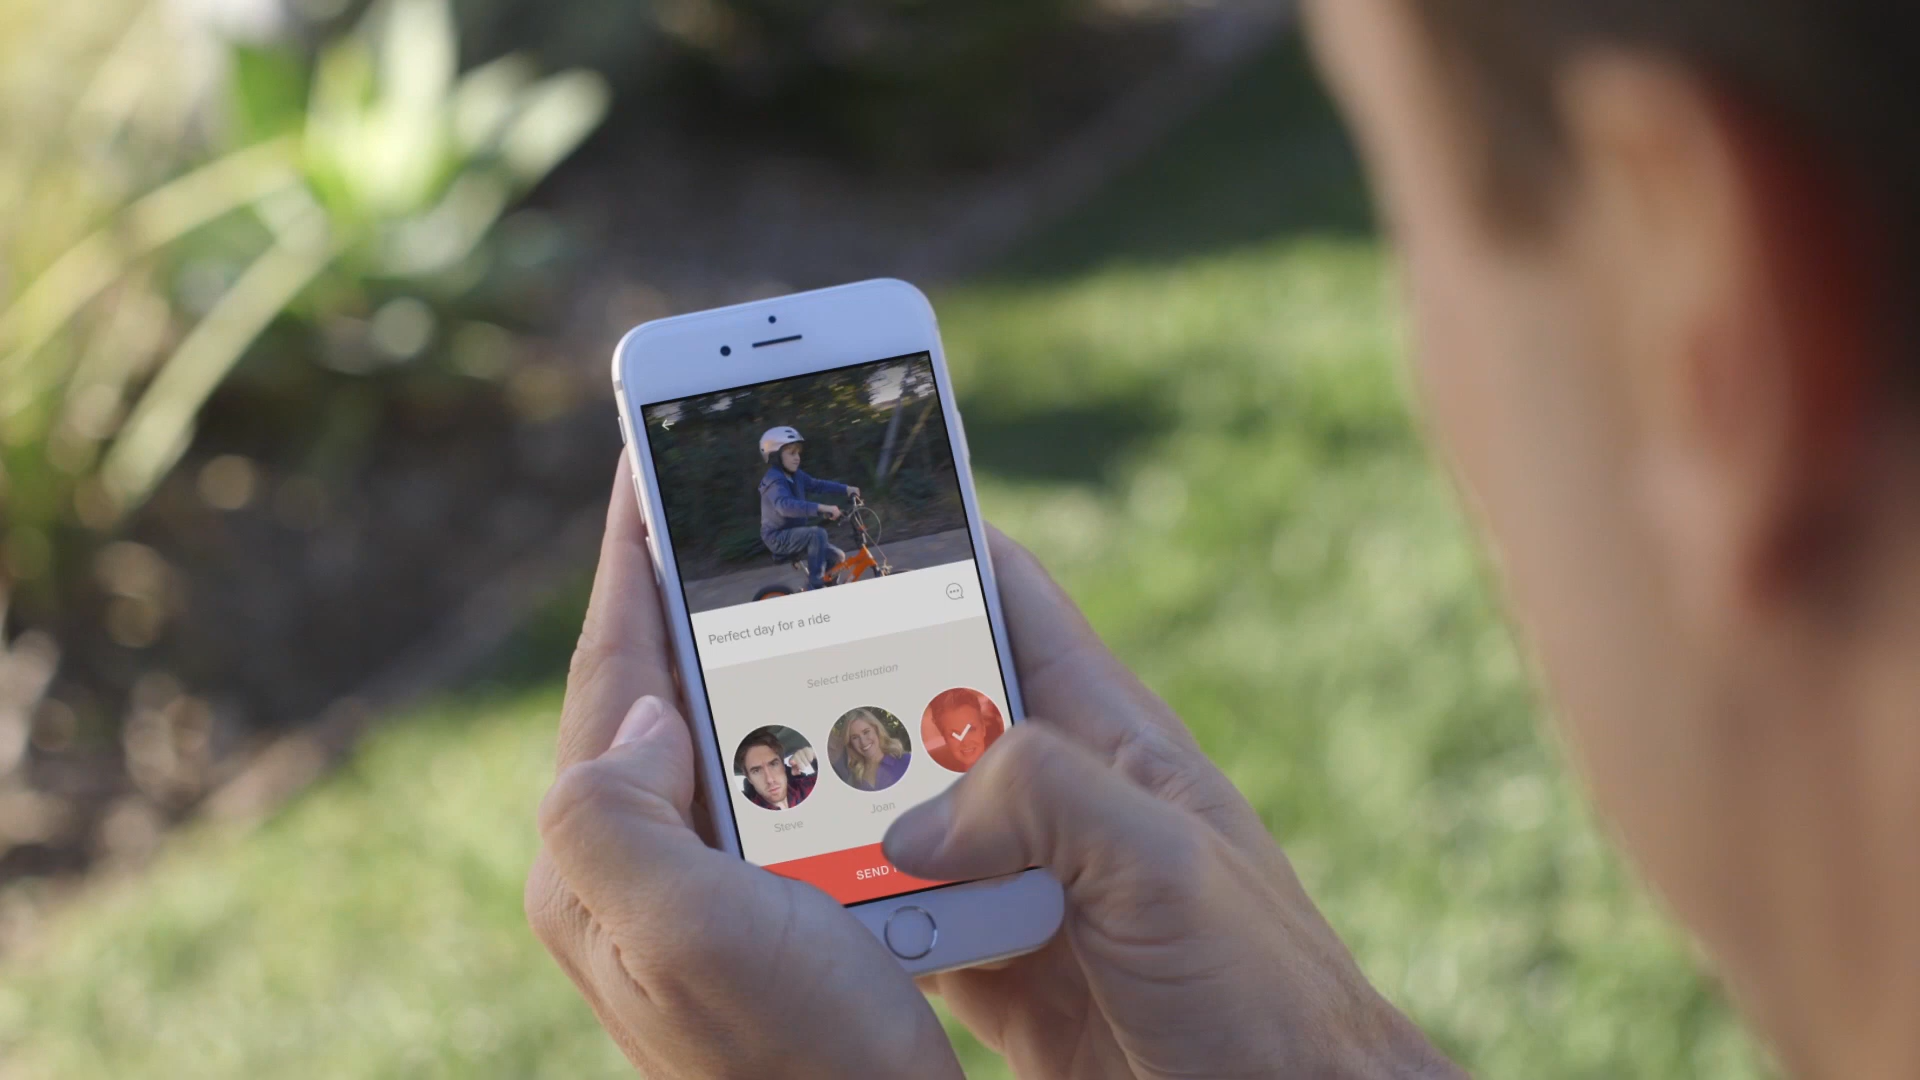 Perfect day for a ride
Select destination
Steve
Joan
SEND